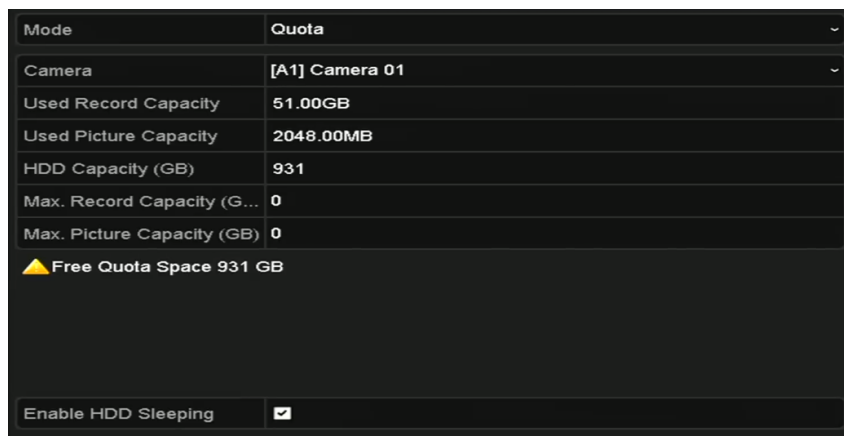 Mode Quota
Camera [A1] Camera 01
Used Record Capacity 51.00GB
Used Picture Capacity 2048.00MB
HDD Capacity (GB) 931
Max. Record Capacity (G... 0
Max. Picture Capacity (GB) 0
Free Quota Space 931 GB
Enable HDD Sleeping